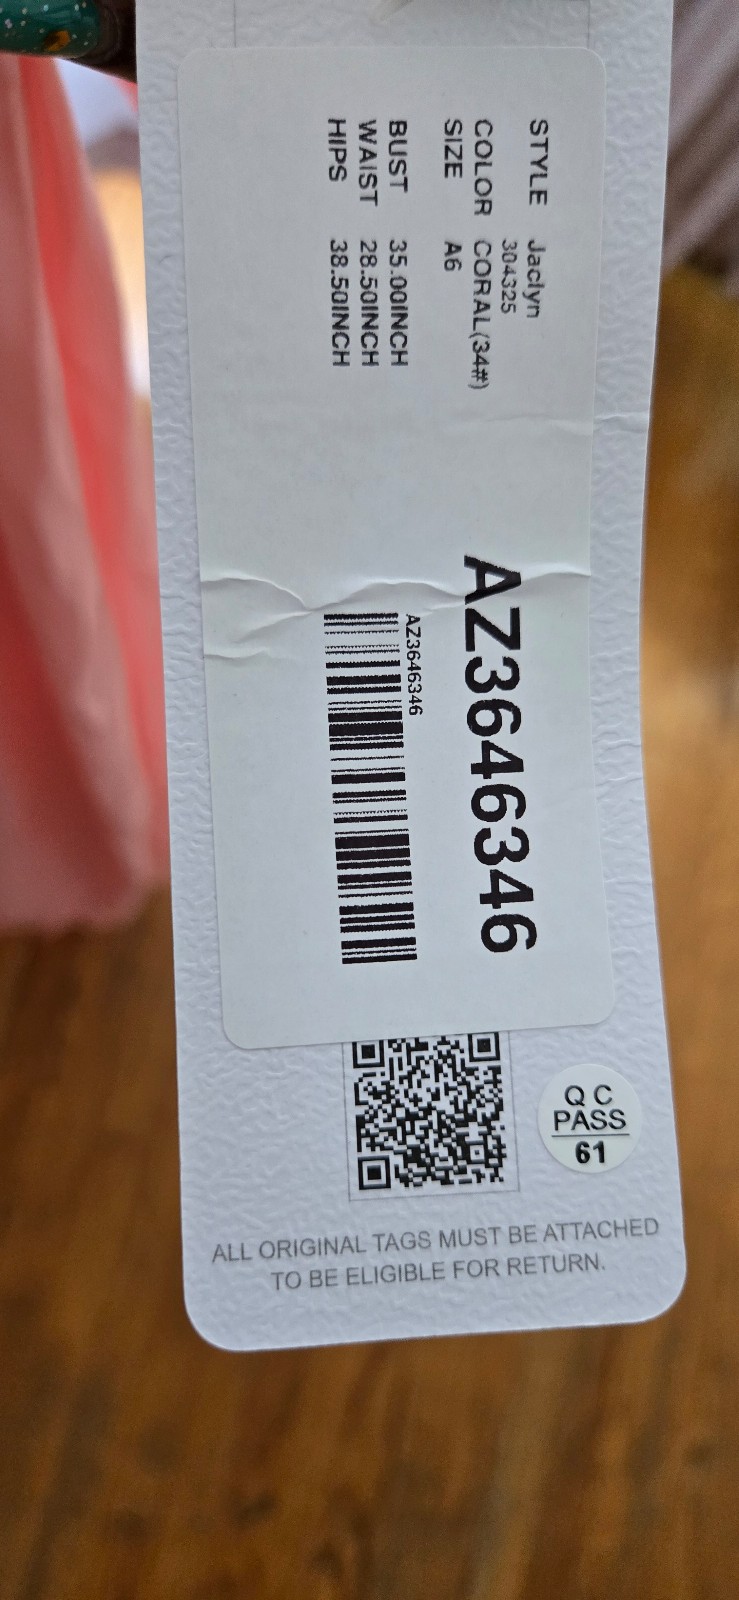 STYLE Jaclyn
304325
COLOR CORAL(34#)
SIZE A6
BUST 35.00INCH
WAIST 28.50INCH
HIPS 38.50INCH
AZ3646346
AZ3646346
Q C
PASS
61
ALL ORIGINAL TAGS MUST BE ATTACHED
TO BE ELIGIBLE FOR RETURN.